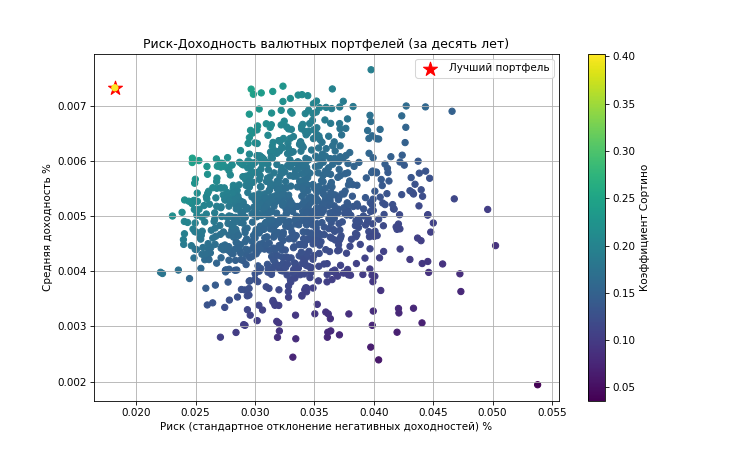 Риск-Доходность валютных портфелей (за десять лет)
Лучший портфель
Средняя доходность %
0.007
0.006
0.005
0.004
0.003
0.002
0.020 0.025 0.030 0.035 0.040 0.045 0.050 0.055
Риск (стандартное отклонение негативных доходностей) %
0.40
0.35
0.30
0.25
0.20
0.15
0.10
0.05
Коэффициент Сортино